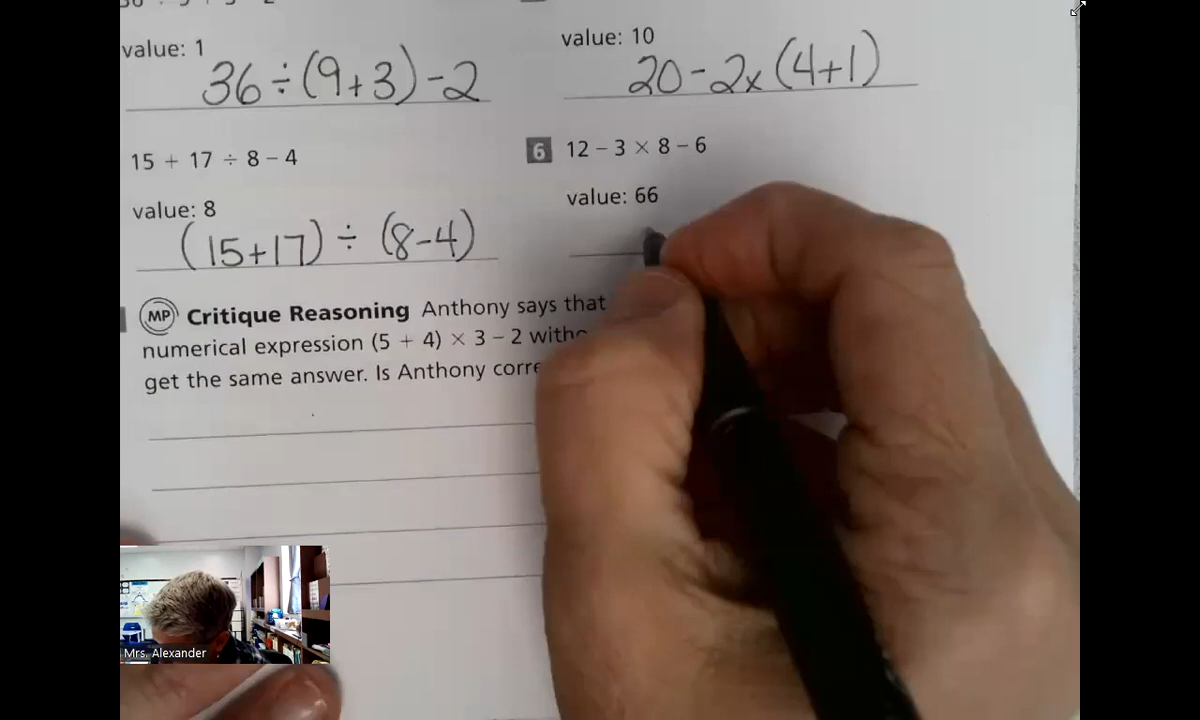 value: 1
36 ÷ (9+3) - 2
value: 10
20 - 2x (4+1)
15 + 17 ÷ 8 – 4
value: 8
(15+17) ÷ (8-4)
6 12 – 3 × 8 – 6
value: 66
MP Critique Reasoning Anthony says that
numerical expression (5 + 4) × 3 – 2
get the same answer. Is Anthony
Mrs. Alexander